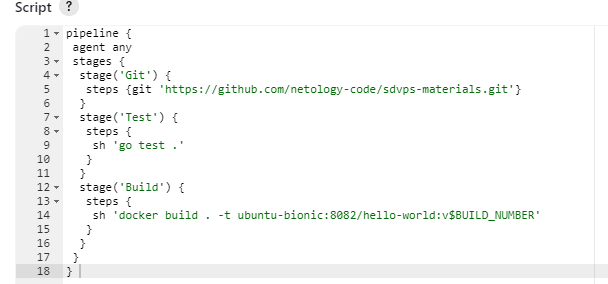 Script ?
1 pipeline {
2  agent any
3  stages {
4   stage('Git') {
5    steps {git 'https://github.com/netology-code/sdvps-materials.git'}
6   }
7   stage('Test') {
8    steps {
9     sh 'go test .'
10    }
11   }
12   stage('Build') {
13    steps {
14     sh 'docker build . -t ubuntu-bionic:8082/hello-world:v$BUILD_NUMBER'
15    }
16   }
17  }
18 }